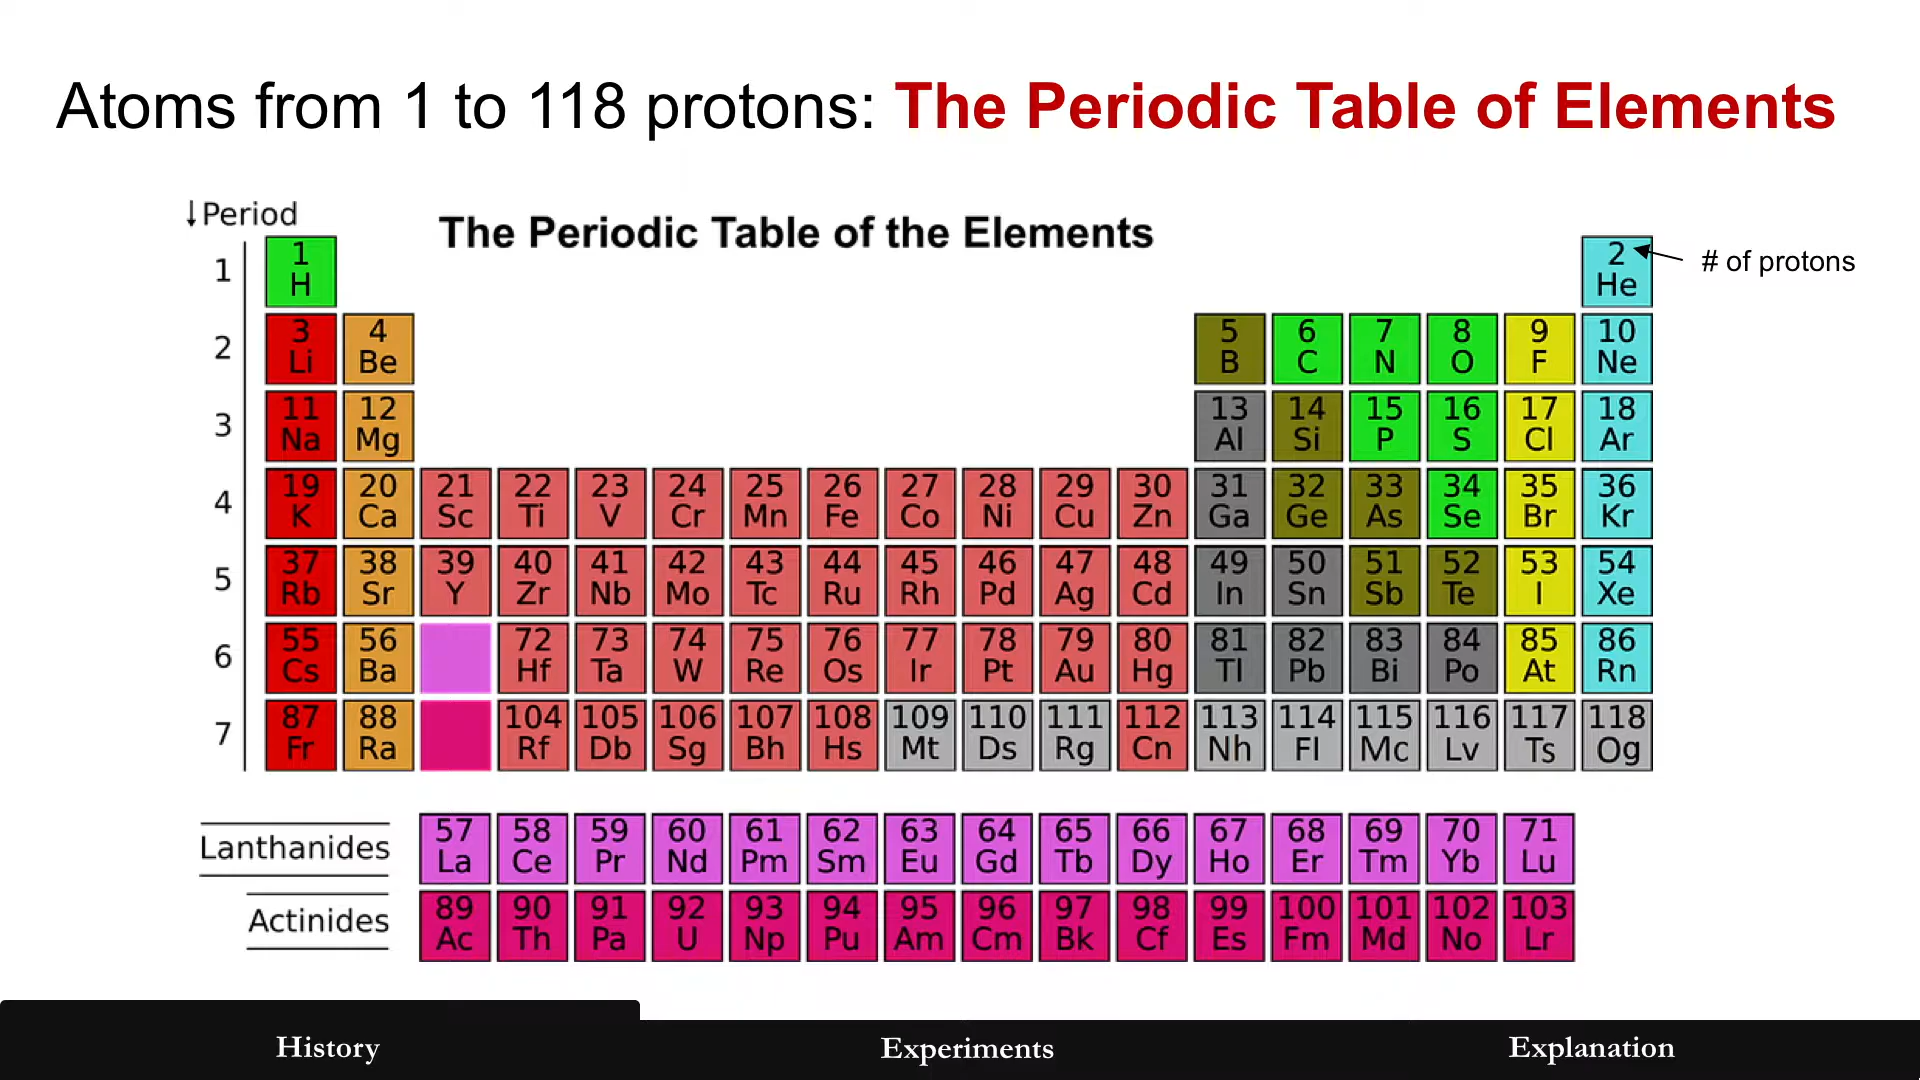 Atoms from 1 to 118 protons: The Periodic Table of Elements
↓Period
The Periodic Table of the Elements
# of protons
1
1 2
H He
2
3 4 5 6 7 8 9 10
Li Be B C N O F Ne
3
11 12 13 14 15 16 17 18
Na Mg Al Si P S Cl Ar
4
19 20 21 22 23 24 25 26 27 28 29 30 31 32 33 34 35 36
K Ca Sc Ti V Cr Mn Fe Co Ni Cu Zn Ga Ge As Se Br Kr
5
37 38 39 40 41 42 43 44 45 46 47 48 49 50 51 52 53 54
Rb Sr Y Zr Nb Mo Tc Ru Rh Pd Ag Cd In Sn Sb Te I Xe
6
55 56 72 73 74 75 76 77 78 79 80 81 82 83 84 85 86
Cs Ba Hf Ta W Re Os Ir Pt Au Hg Tl Pb Bi Po At Rn
7
87 88 104 105 106 107 108 109 110 111 112 113 114 115 116 117 118
Fr Ra Rf Db Sg Bh Hs Mt Ds Rg Cn Nh Fl Mc Lv Ts Og
Lanthanides
57 58 59 60 61 62 63 64 65 66 67 68 69 70 71
La Ce Pr Nd Pm Sm Eu Gd Tb Dy Ho Er Tm Yb Lu
Actinides
89 90 91 92 93 94 95 96 97 98 99 100 101 102 103
Ac Th Pa U Np Pu Am Cm Bk Cf Es Fm Md No Lr
History
Experiments
Explanation